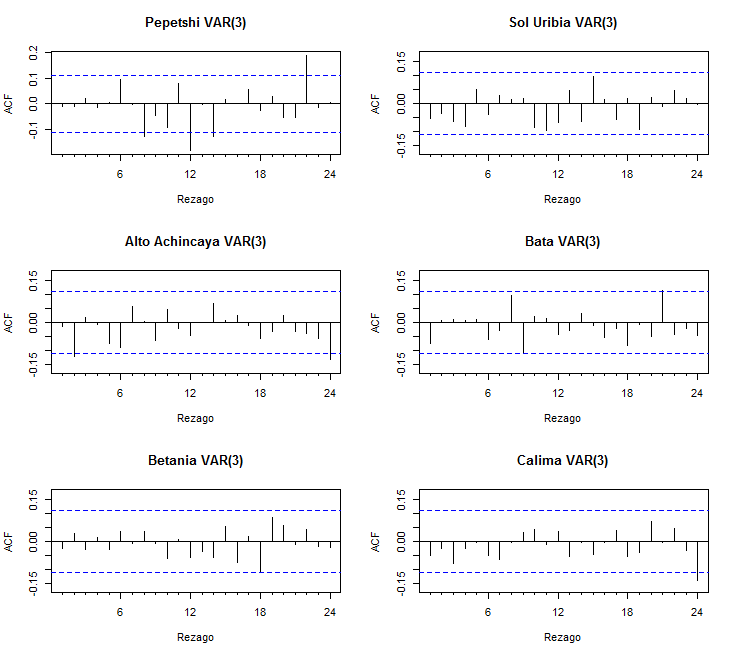 Pepetshi VAR(3)
ACF
0.2
0.1
0.0
-0.1
6
12
18
24
Rezago
Sol Uribia VAR(3)
ACF
0.15
0.00
-0.15
6
12
18
24
Rezago
Alto Achincaya VAR(3)
ACF
0.15
0.00
-0.15
6
12
18
24
Rezago
Bata VAR(3)
ACF
0.15
0.00
-0.15
6
12
18
24
Rezago
Betania VAR(3)
ACF
0.15
0.00
-0.15
6
12
18
24
Rezago
Calima VAR(3)
ACF
0.15
0.00
-0.15
6
12
18
24
Rezago